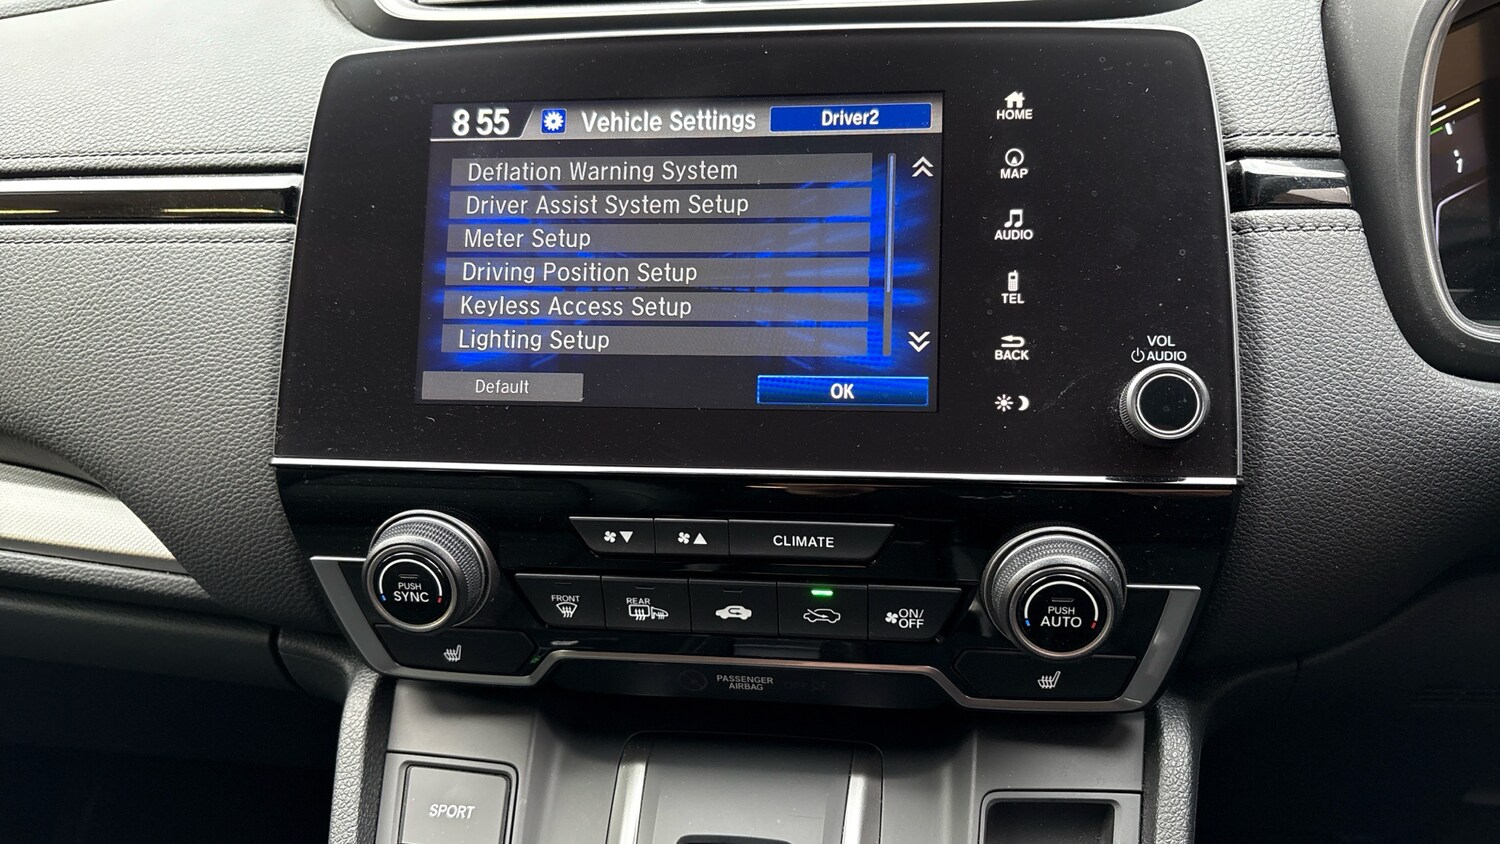 8 55 Vehicle Settings Driver2
Deflation Warning System
Driver Assist System Setup
Meter Setup
Driving Position Setup
Keyless Access Setup
Lighting Setup
Default OK
HOME
MAP
AUDIO
TEL
BACK
VOL
AUDIO
CLIMATE
PUSH
SYNC
FRONT
REAR
ON/
OFF
PUSH
AUTO
PASSENGER
AIRBAG
SPORT